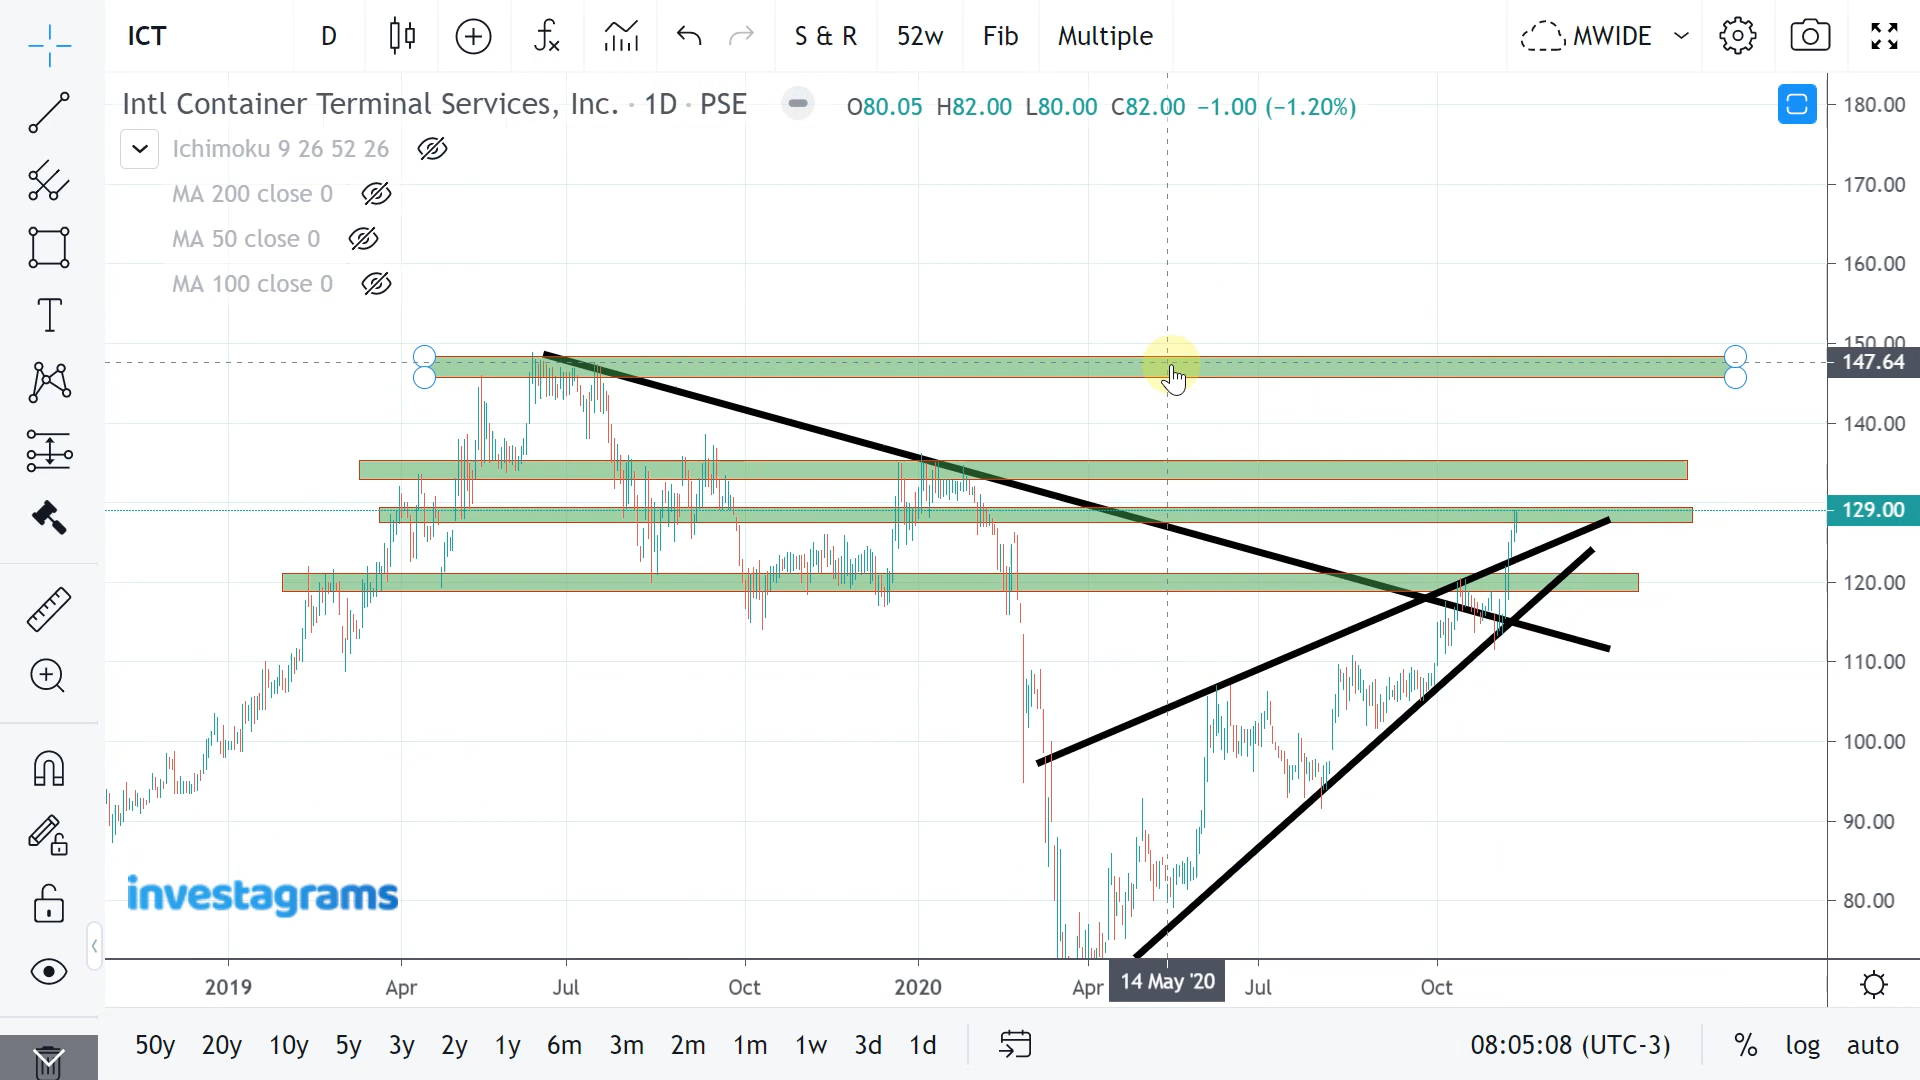 ICT D S & R 52w Fib Multiple MWIDE
Intl Container Terminal Services, Inc. · 1D · PSE O80.05 H82.00 L80.00 C82.00 −1.00 (−1.20%)
Ichimoku 9 26 52 26
MA 200 close 0
MA 50 close 0
MA 100 close 0
180.00
170.00
160.00
150.00
147.64
140.00
129.00
120.00
110.00
100.00
90.00
80.00
investagrams
2019 Apr Jul Oct 2020 Apr 14 May '20 Jul Oct
50y 20y 10y 5y 3y 2y 1y 6m 3m 2m 1m 1w 3d 1d 08:05:08 (UTC-3) % log auto